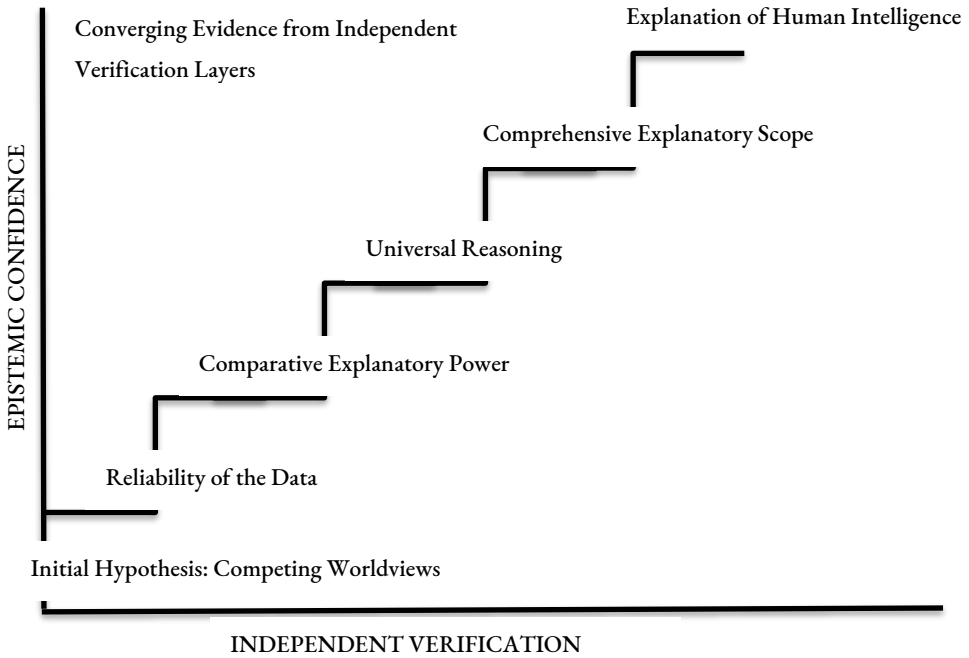 Explanation of Human Intelligence
Converging Evidence from Independent
Verification Layers
Comprehensive Explanatory Scope
Universal Reasoning
Comparative Explanatory Power
Reliability of the Data
Initial Hypothesis: Competing Worldviews
EPISTEMIC CONFIDENCE
INDEPENDENT VERIFICATION